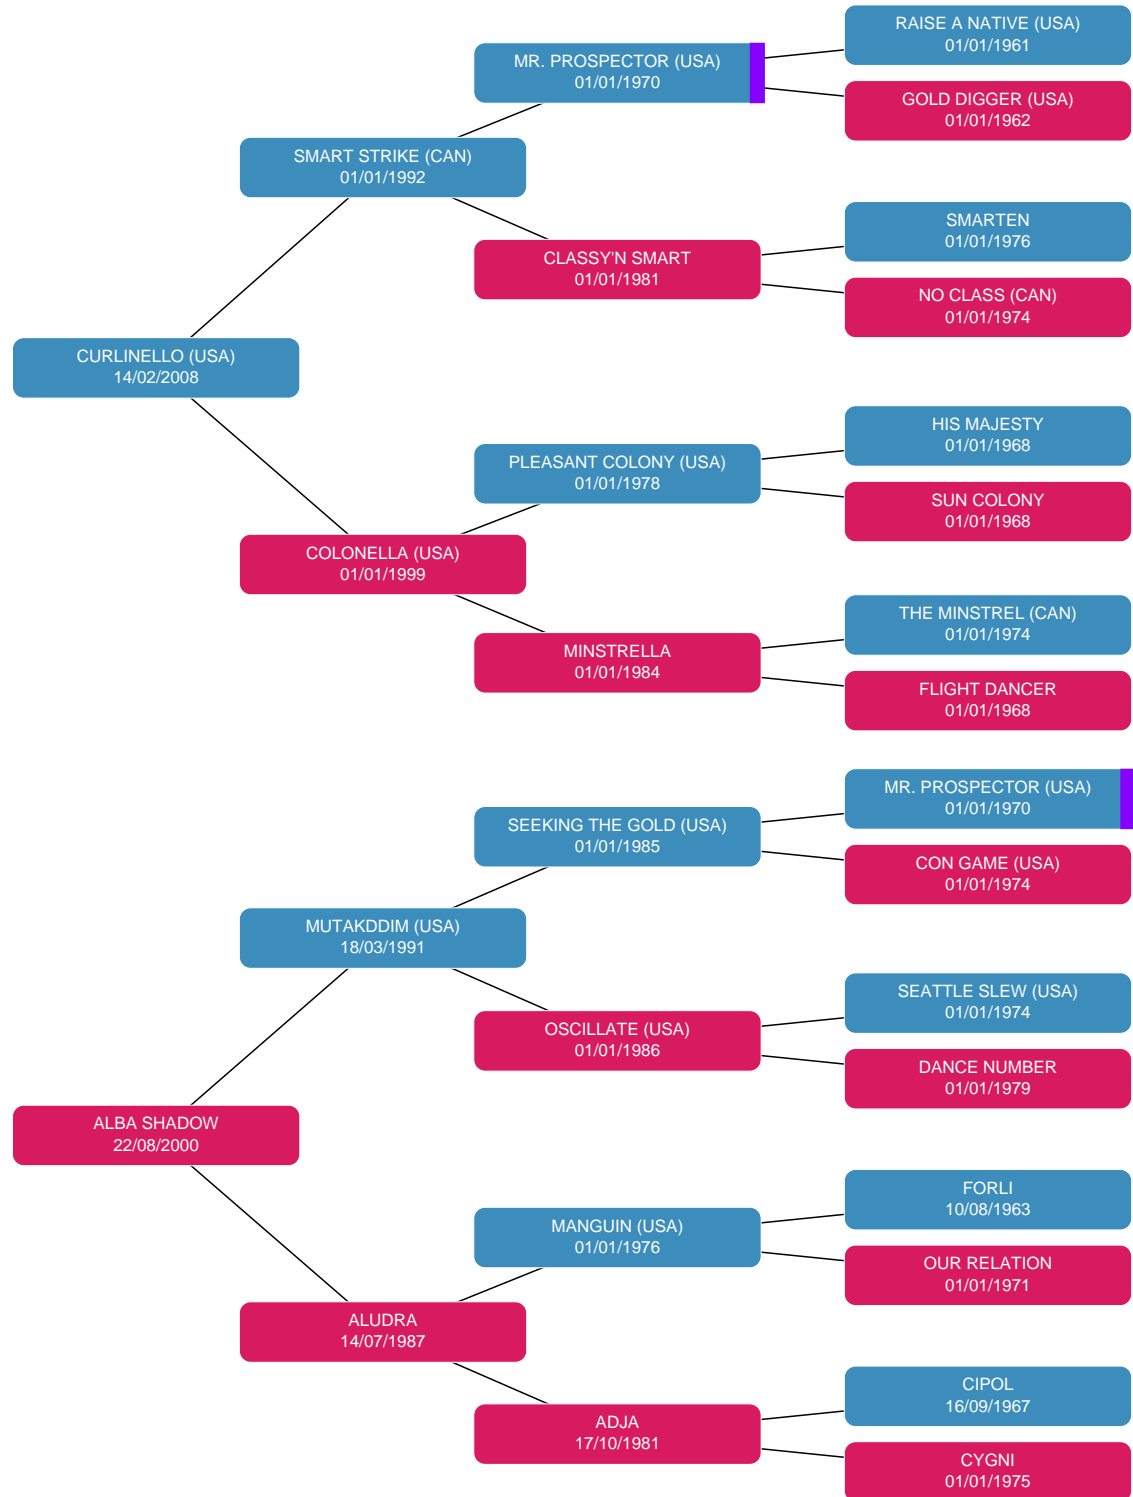 RAISE A NATIVE (USA)
01/01/1961
MR. PROSPECTOR (USA)
01/01/1970
GOLD DIGGER (USA)
01/01/1962
SMART STRIKE (CAN)
01/01/1992
SMARTEN
01/01/1976
CLASSY'N SMART
01/01/1981
NO CLASS (CAN)
01/01/1974
CURLINELLO (USA)
14/02/2008
HIS MAJESTY
01/01/1968
PLEASANT COLONY (USA)
01/01/1978
SUN COLONY
01/01/1968
COLONELLA (USA)
01/01/1999
THE MINSTREL (CAN)
01/01/1974
MINSTRELLA
01/01/1984
FLIGHT DANCER
01/01/1968
MR. PROSPECTOR (USA)
01/01/1970
SEEKING THE GOLD (USA)
01/01/1985
CON GAME (USA)
01/01/1974
MUTAKDDIM (USA)
18/03/1991
SEATTLE SLEW (USA)
01/01/1974
OSCILLATE (USA)
01/01/1986
DANCE NUMBER
01/01/1979
ALBA SHADOW
22/08/2000
FORLI
10/08/1963
MANGUIN (USA)
01/01/1976
OUR RELATION
01/01/1971
ALUDRA
14/07/1987
CIPOL
16/09/1967
ADJA
17/10/1981
CYGNI
01/01/1975